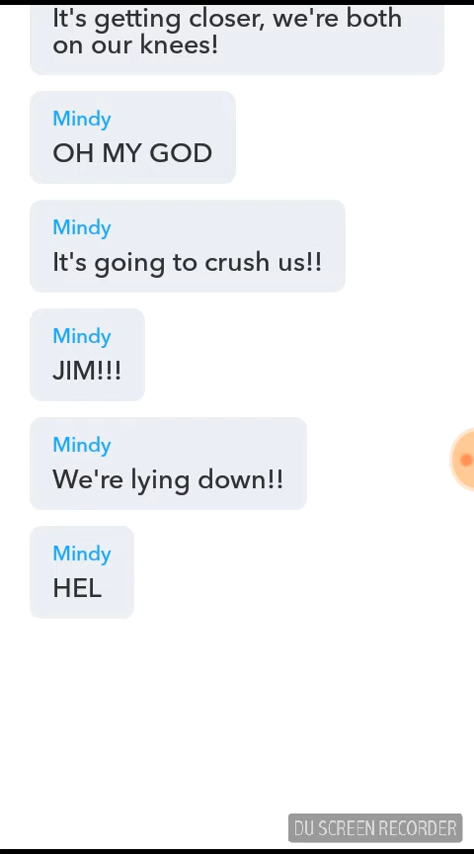 It's getting closer, we're both
on our knees!
Mindy
OH MY GOD
Mindy
It's going to crush us!!
Mindy
JIM!!!
Mindy
We're lying down!!
Mindy
HEL
DU SCREEN RECORDER